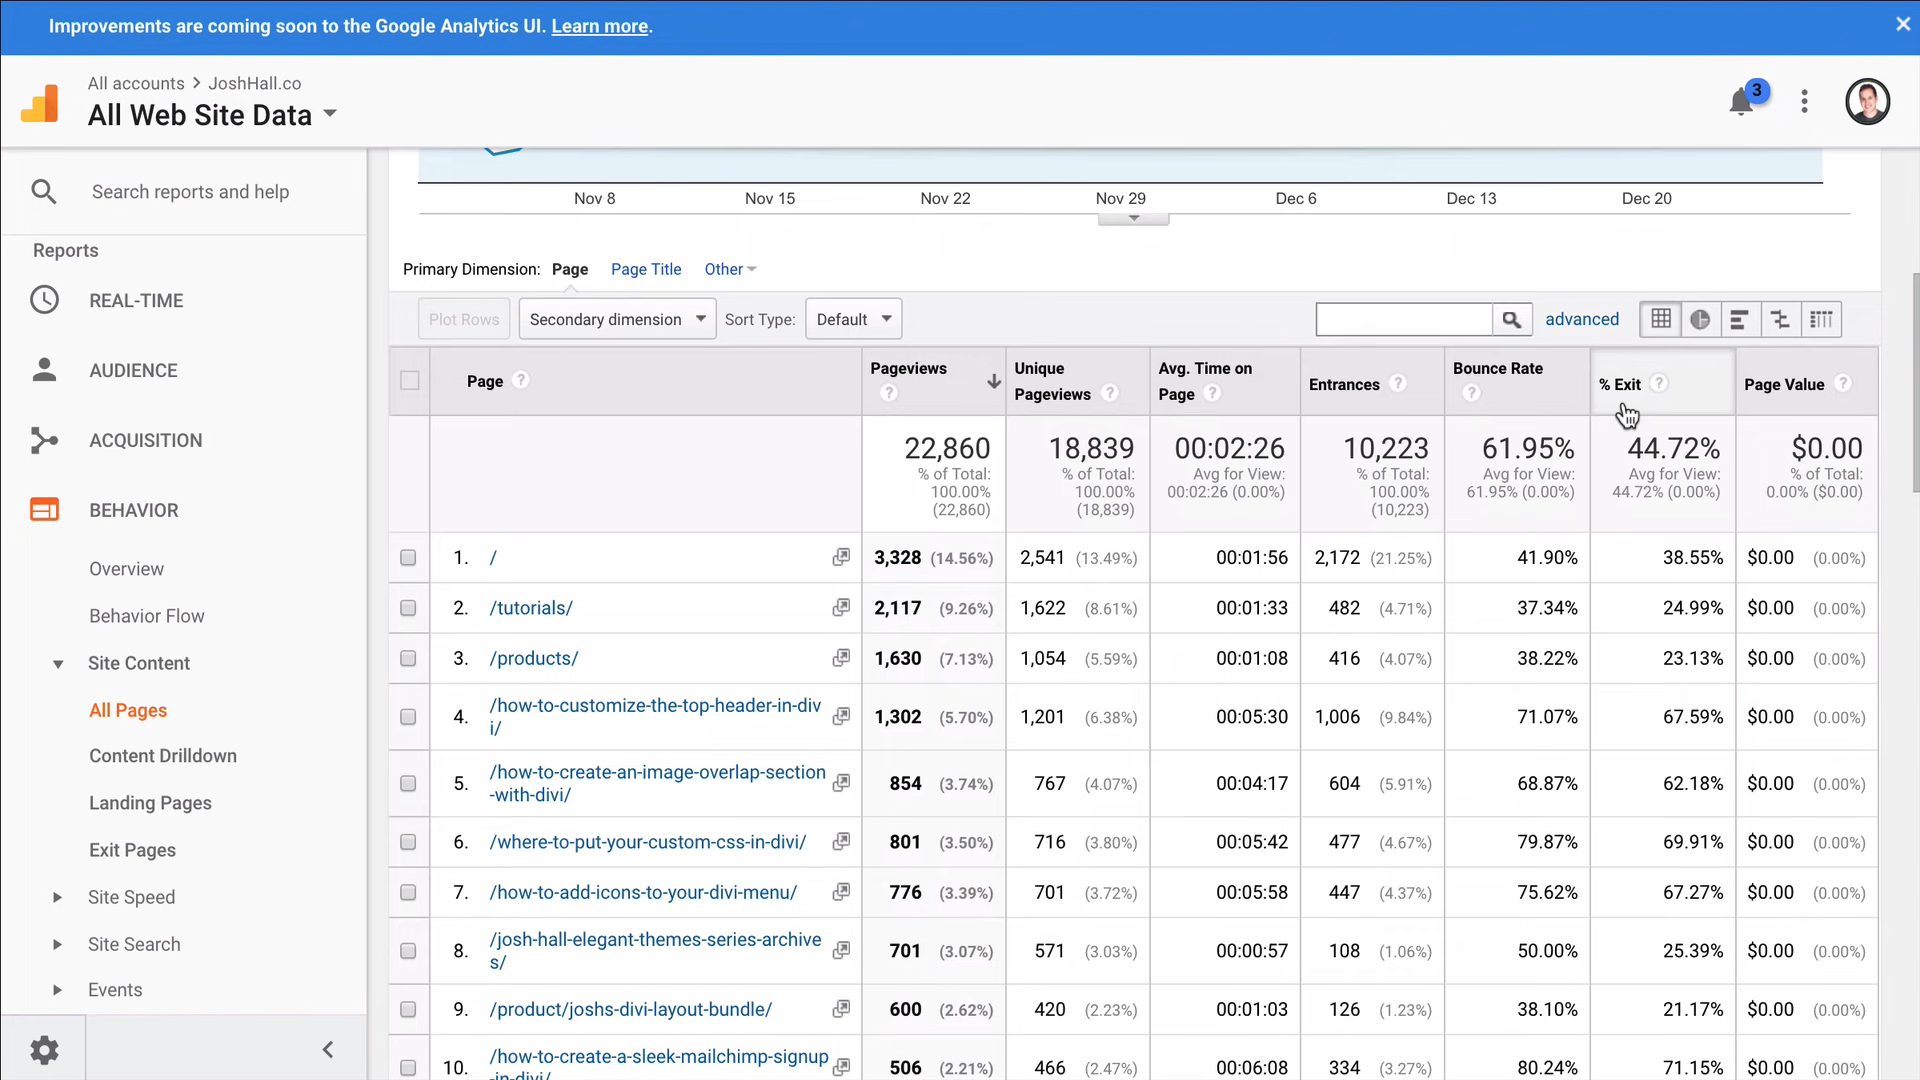 Improvements are coming soon to the Google Analytics UI. Learn more.
All accounts > JoshHall.co
All Web Site Data
3
Search reports and help
Reports
REAL-TIME
AUDIENCE
ACQUISITION
BEHAVIOR
Overview
Behavior Flow
Site Content
All Pages
Content Drilldown
Landing Pages
Exit Pages
Site Speed
Site Search
Events
Nov 8 Nov 15 Nov 22 Nov 29 Dec 6 Dec 13 Dec 20
Primary Dimension: Page Page Title Other
Plot Rows Secondary dimension Sort Type: Default advanced
Page ? Pageviews ? Unique Pageviews ? Avg. Time on Page ? Entrances ? Bounce Rate ? % Exit ? Page Value ?
22,860 18,839 00:02:26 10,223 61.95% 44.72% $0.00
% of Total: % of Total: Avg for View: % of Total: Avg for View: Avg for View: % of Total:
100.00% 100.00% 00:02:26 (0.00%) 100.00% 61.95% (0.00%) 44.72% (0.00%) 0.00% ($0.00)
(22,860) (18,839) (10,223)
1. / 3,328 (14.56%) 2,541 (13.49%) 00:01:56 2,172 (21.25%) 41.90% 38.55% $0.00 (0.00%)
2. /tutorials/ 2,117 (9.26%) 1,622 (8.61%) 00:01:33 482 (4.71%) 37.34% 24.99% $0.00 (0.00%)
3. /products/ 1,630 (7.13%) 1,054 (5.59%) 00:01:08 416 (4.07%) 38.22% 23.13% $0.00 (0.00%)
4. /how-to-customize-the-top-header-in-div
i/ 1,302 (5.70%) 1,201 (6.38%) 00:05:30 1,006 (9.84%) 71.07% 67.59% $0.00 (0.00%)
5. /how-to-create-an-image-overlap-section
-with-divi/ 854 (3.74%) 767 (4.07%) 00:04:17 604 (5.91%) 68.87% 62.18% $0.00 (0.00%)
6. /where-to-put-your-custom-css-in-divi/ 801 (3.50%) 716 (3.80%) 00:05:42 477 (4.67%) 79.87% 69.91% $0.00 (0.00%)
7. /how-to-add-icons-to-your-divi-menu/ 776 (3.39%) 701 (3.72%) 00:05:58 447 (4.37%) 75.62% 67.27% $0.00 (0.00%)
8. /josh-hall-elegant-themes-series-archive
s/ 701 (3.07%) 571 (3.03%) 00:00:57 108 (1.06%) 50.00% 25.39% $0.00 (0.00%)
9. /product/joshs-divi-layout-bundle/ 600 (2.62%) 420 (2.23%) 00:01:03 126 (1.23%) 38.10% 21.17% $0.00 (0.00%)
10. /how-to-create-a-sleek-mailchimp-signup
-in-divi/ 506 (2.21%) 466 (2.47%) 00:06:08 334 (3.27%) 80.24% 71.15% $0.00 (0.00%)